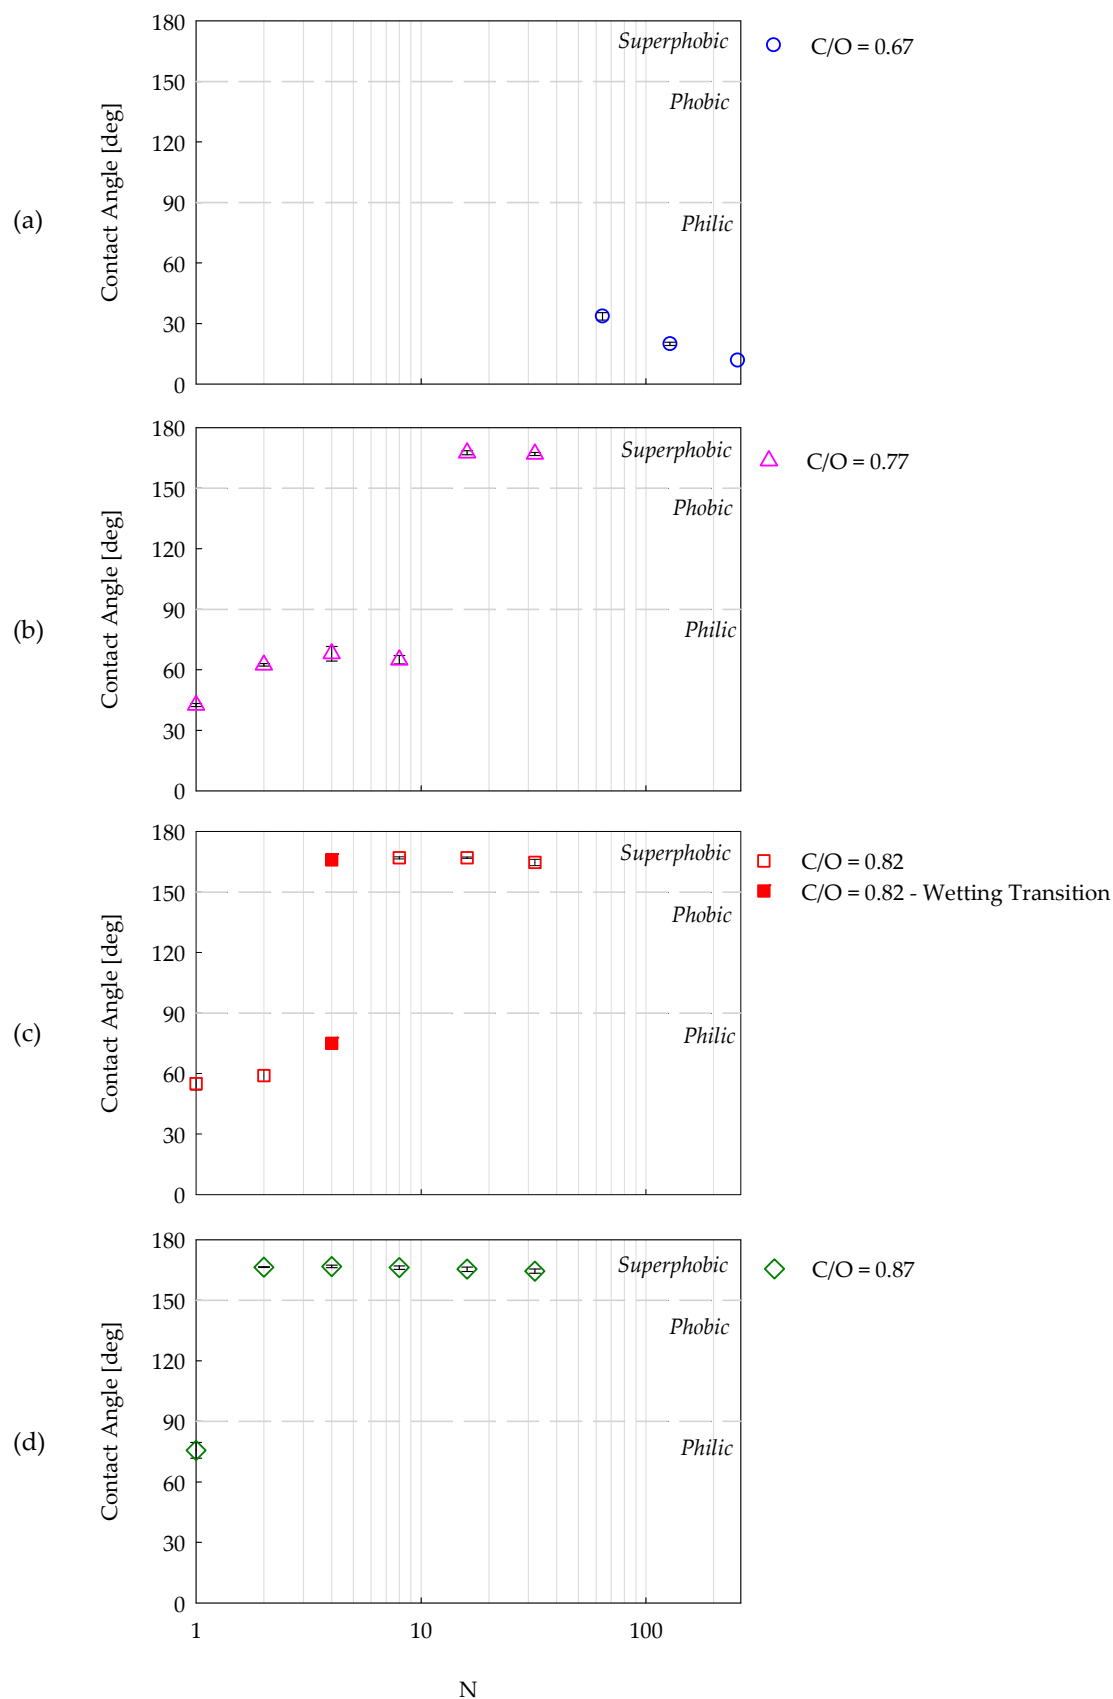 (a)
Contact Angle [deg]
180
150
120
90
60
30
0
Superphobic
Phobic
Philic
C/O = 0.67
(b)
Contact Angle [deg]
180
150
120
90
60
30
0
Superphobic
Phobic
Philic
C/O = 0.77
(c)
Contact Angle [deg]
180
150
120
90
60
30
0
Superphobic
Phobic
Philic
C/O = 0.82
C/O = 0.82 - Wetting Transition
(d)
Contact Angle [deg]
180
150
120
90
60
30
0
Superphobic
Phobic
Philic
C/O = 0.87
1 10 100
N